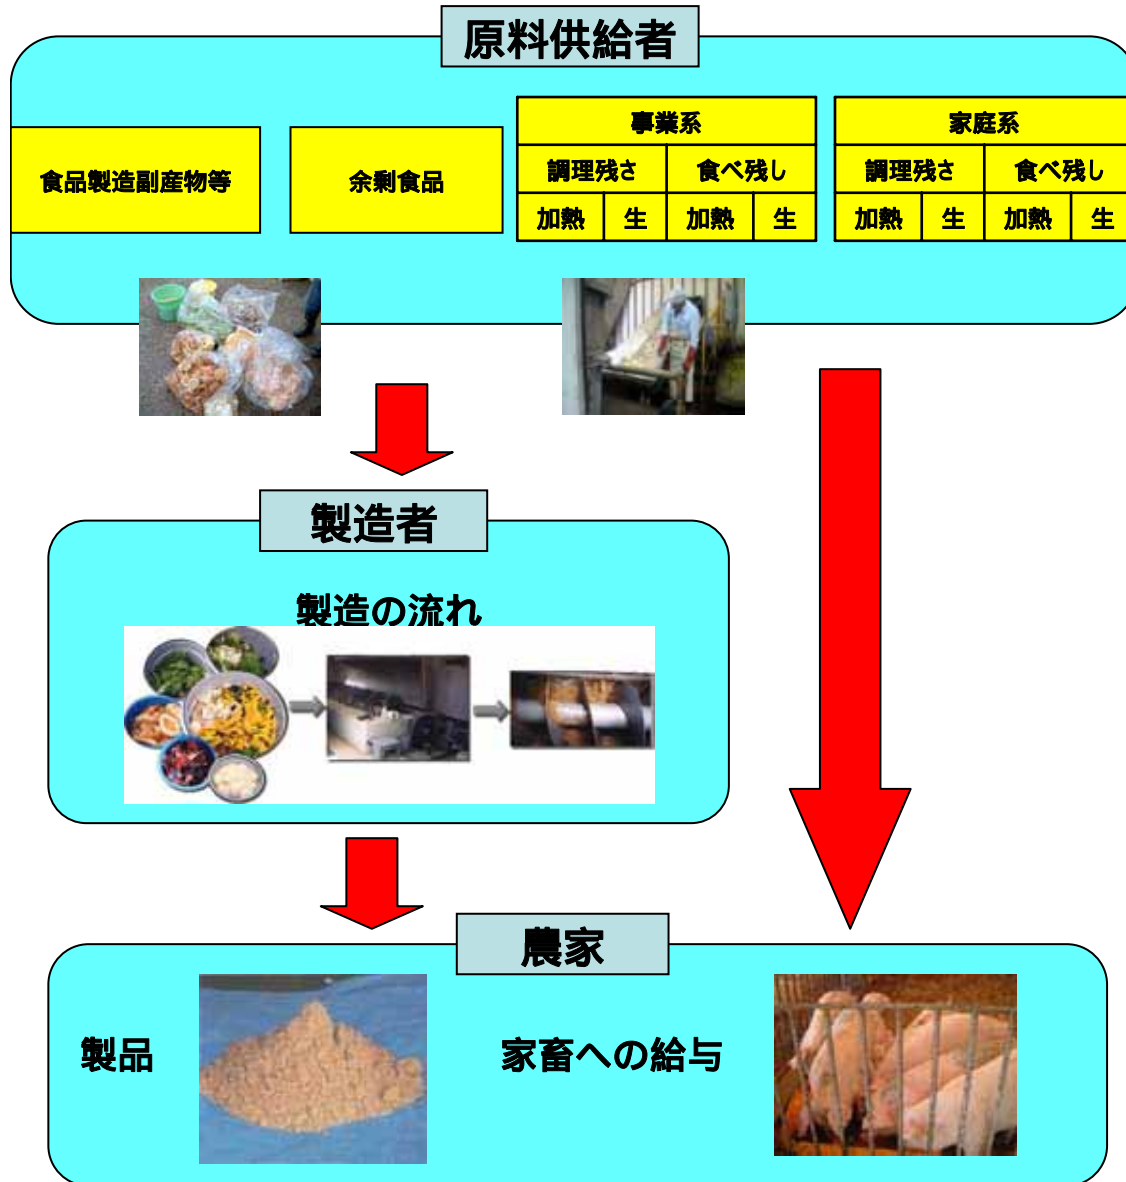 原料供給者
食品製造副産物等
余剰食品
事業系
調理残さ 食べ残し
加熱 生 加熱 生
家庭系
調理残さ 食べ残し
加熱 生 加熱 生
製造者
製造の流れ
農家
製品
家畜への給与